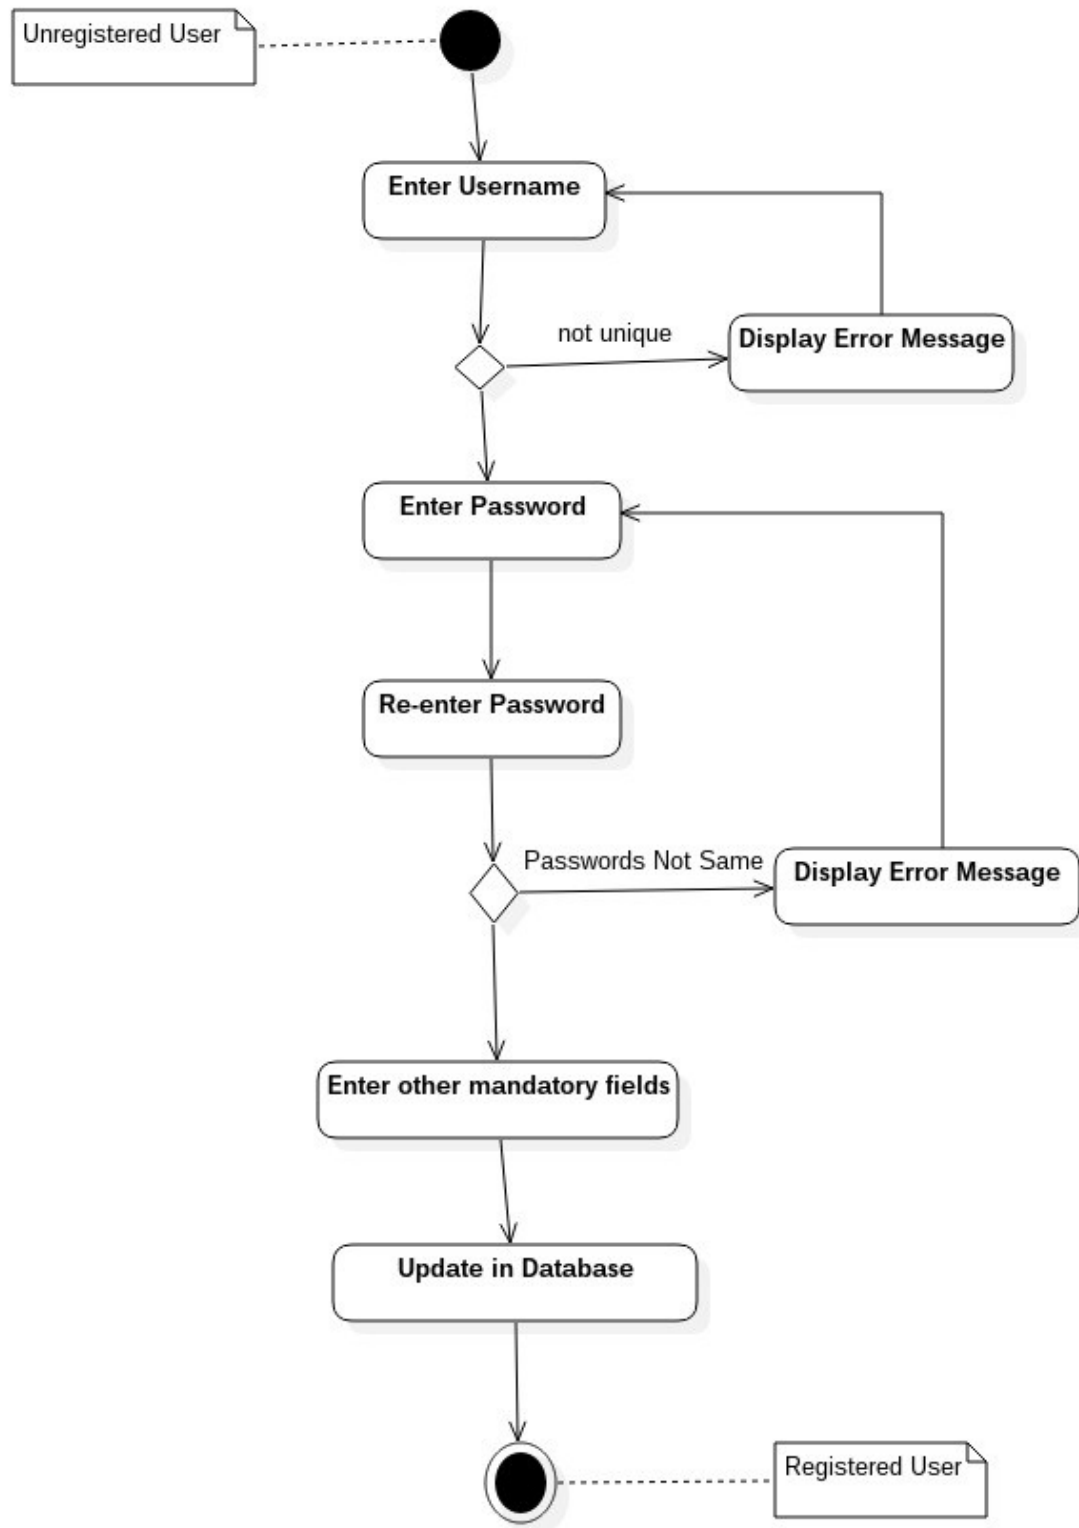 Unregistered User
Enter Username
not unique
Display Error Message
Enter Password
Re-enter Password
Passwords Not Same
Display Error Message
Enter other mandatory fields
Update in Database
Registered User